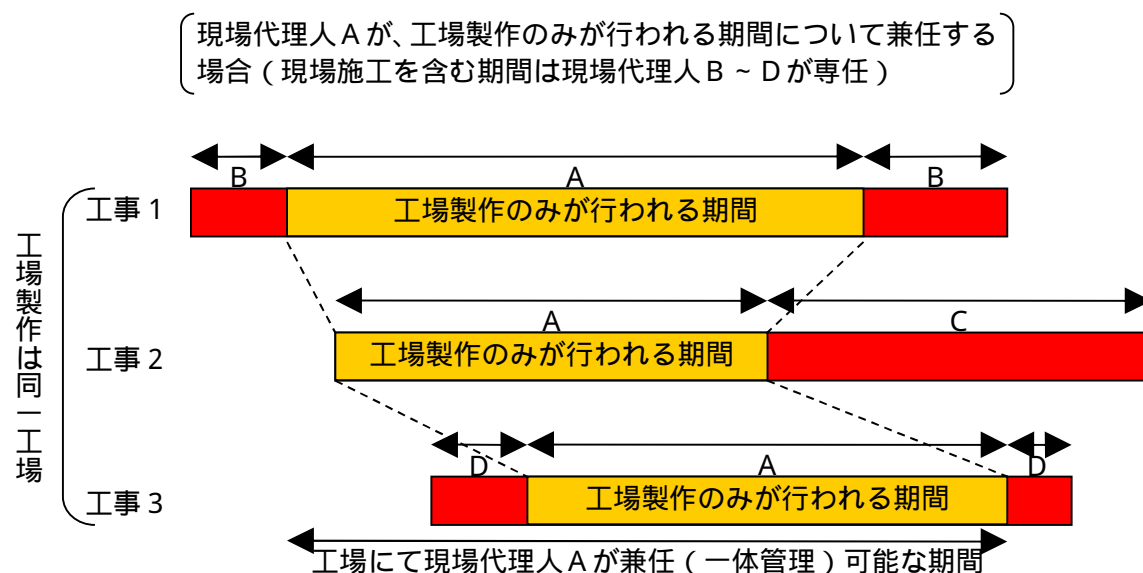 現場代理人Aが、工場製作のみが行われる期間について兼任する
場合(現場施工を含む期間は現場代理人B~Dが専任)
B
A
B
工事1
工場製作のみが行われる期間
A
C
工事2
工場製作のみが行われる期間
D
A
D
工事3
工場製作のみが行われる期間
工場製作は同一工場
工場にて現場代理人Aが兼任(一体管理)可能な期間